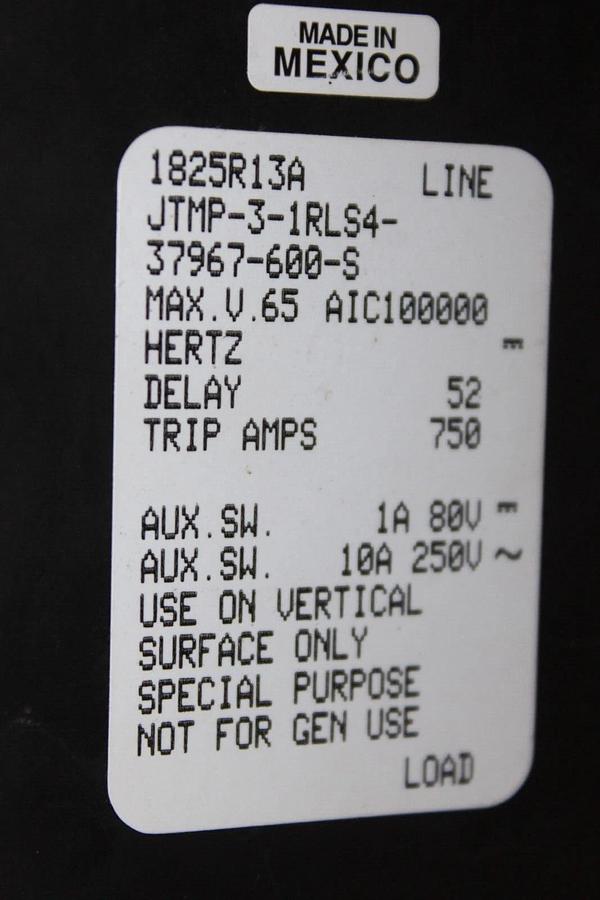 MADE IN
MEXICO
1825R13A LINE
JTMP-3-1RLS4-
37967-600-S
MAX.V.65 AIC100000
HERTZ ⎓
DELAY 52
TRIP AMPS 750
AUX.SW. 1A 80V ⎓
AUX.SW. 10A 250V ~
USE ON VERTICAL
SURFACE ONLY
SPECIAL PURPOSE
NOT FOR GEN USE
LOAD